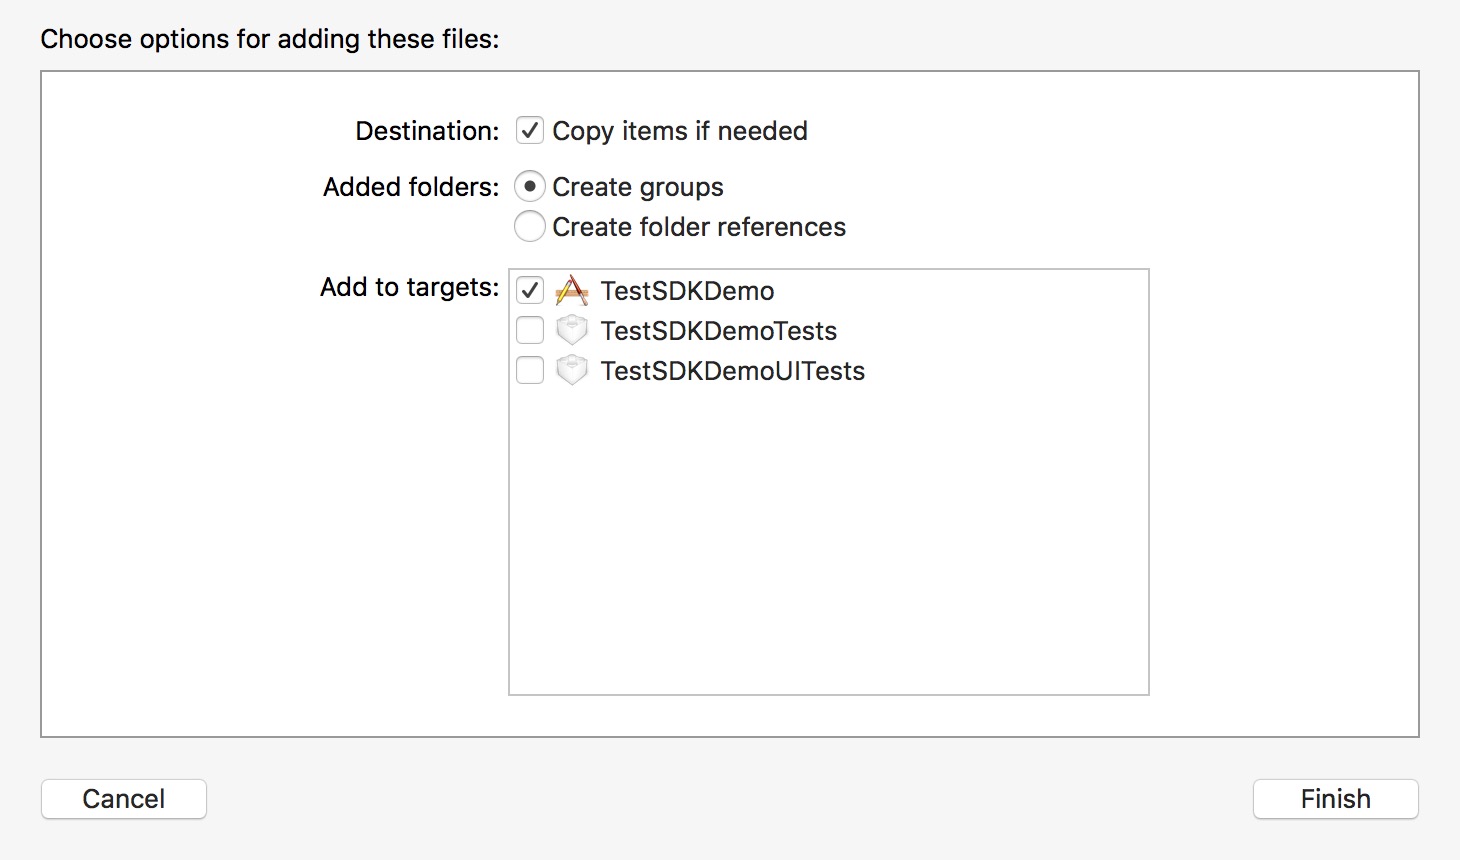 Choose options for adding these files:
Destination: Copy items if needed
Added folders: Create groups
Create folder references
Add to targets: TestSDKDemo
TestSDKDemoTests
TestSDKDemoUITests
Cancel Finish